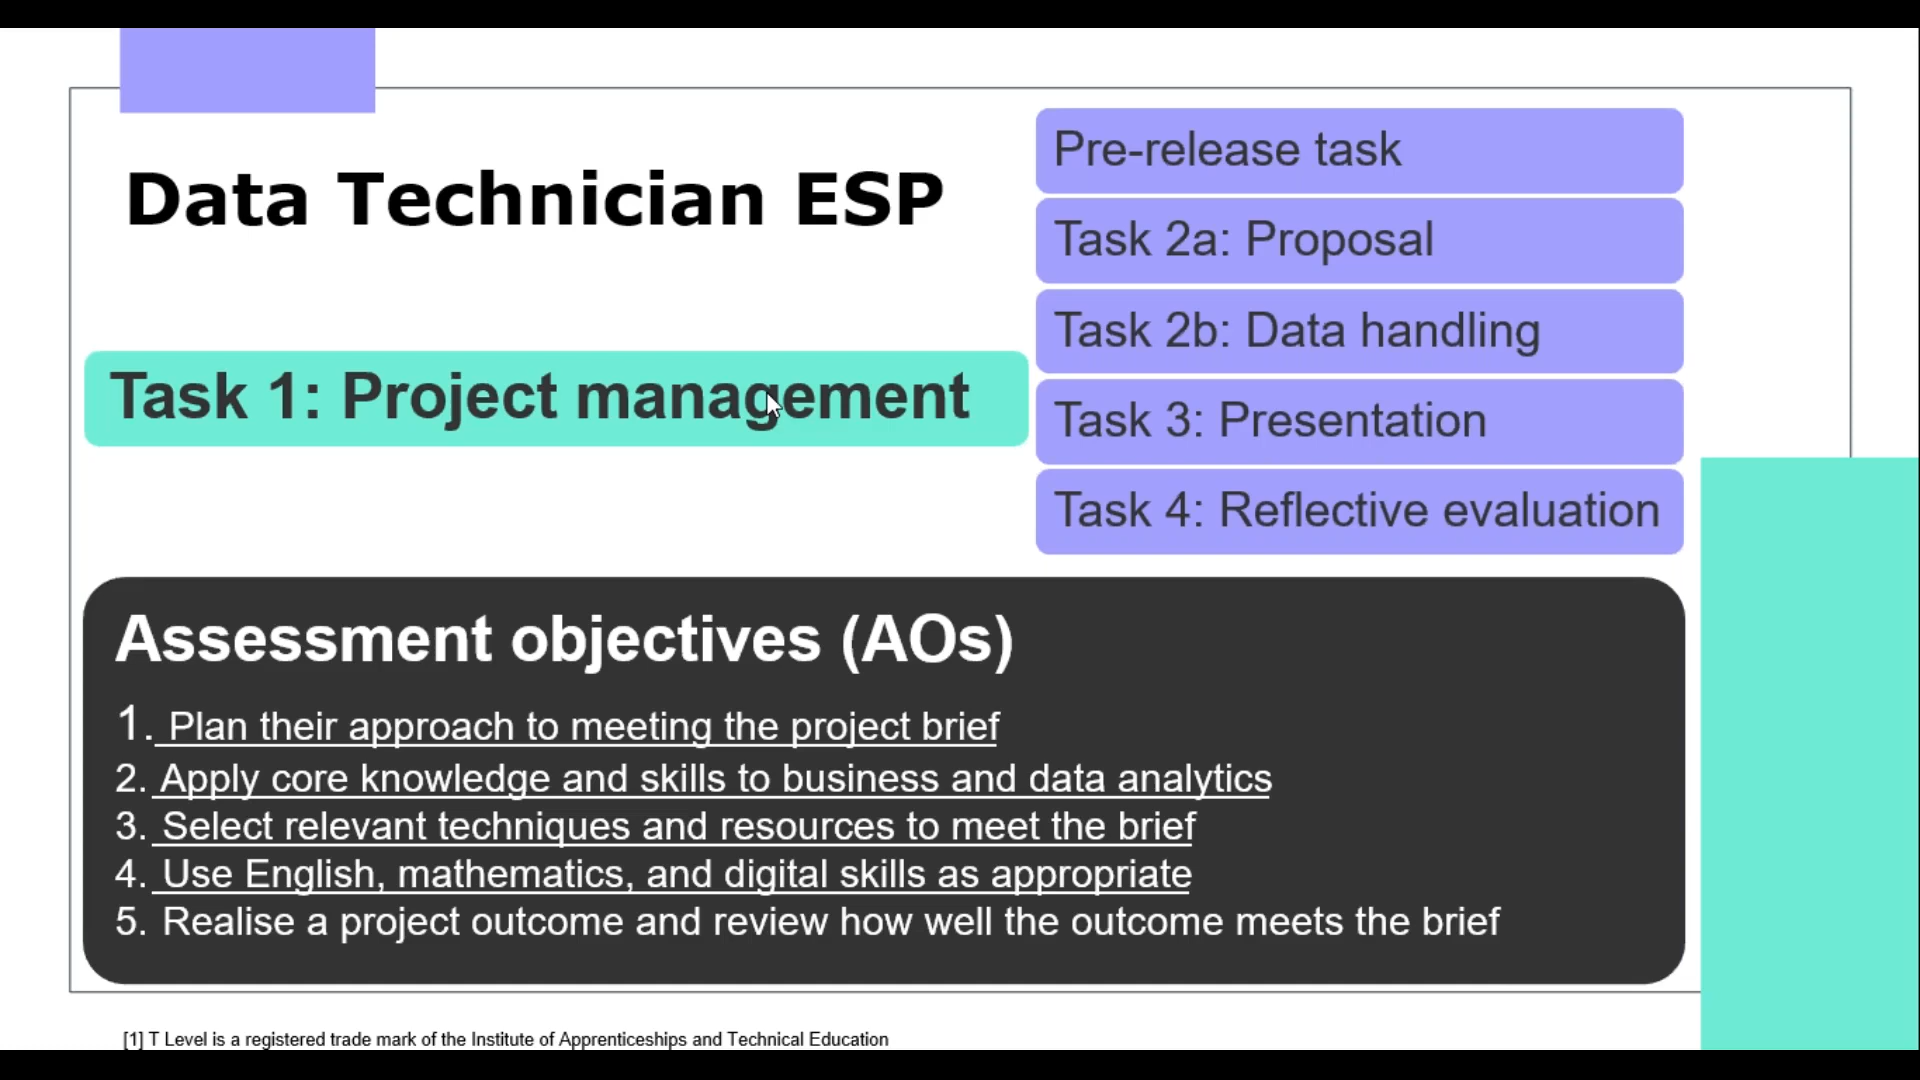 Data Technician ESP
Task 1: Project management
Pre-release task
Task 2a: Proposal
Task 2b: Data handling
Task 3: Presentation
Task 4: Reflective evaluation
Assessment objectives (AOs)
1. Plan their approach to meeting the project brief
2. Apply core knowledge and skills to business and data analytics
3. Select relevant techniques and resources to meet the brief
4. Use English, mathematics, and digital skills as appropriate
5. Realise a project outcome and review how well the outcome meets the brief
[1] T Level is a registered trade mark of the Institute of Apprenticeships and Technical Education